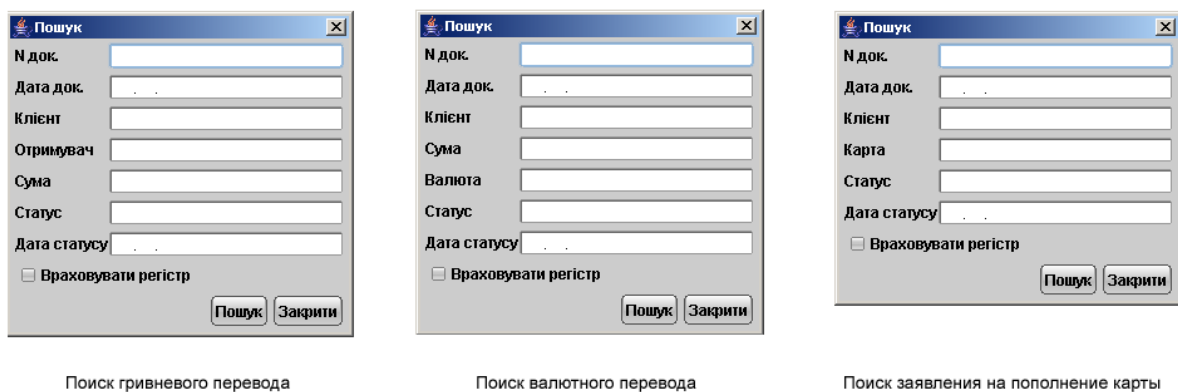 Пошук
N док.
Дата док.
Клієнт
Отримувач
Сума
Статус
Дата статусу
Враховувати регістр
Пошук Закрити
Поиск гривневого перевода
Пошук
N док.
Дата док.
Клієнт
Сума
Валюта
Статус
Дата статусу
Враховувати регістр
Пошук Закрити
Поиск валютного перевода
Пошук
N док.
Дата док.
Клієнт
Карта
Статус
Дата статусу
Враховувати регістр
Пошук Закрити
Поиск заявления на пополнение карты